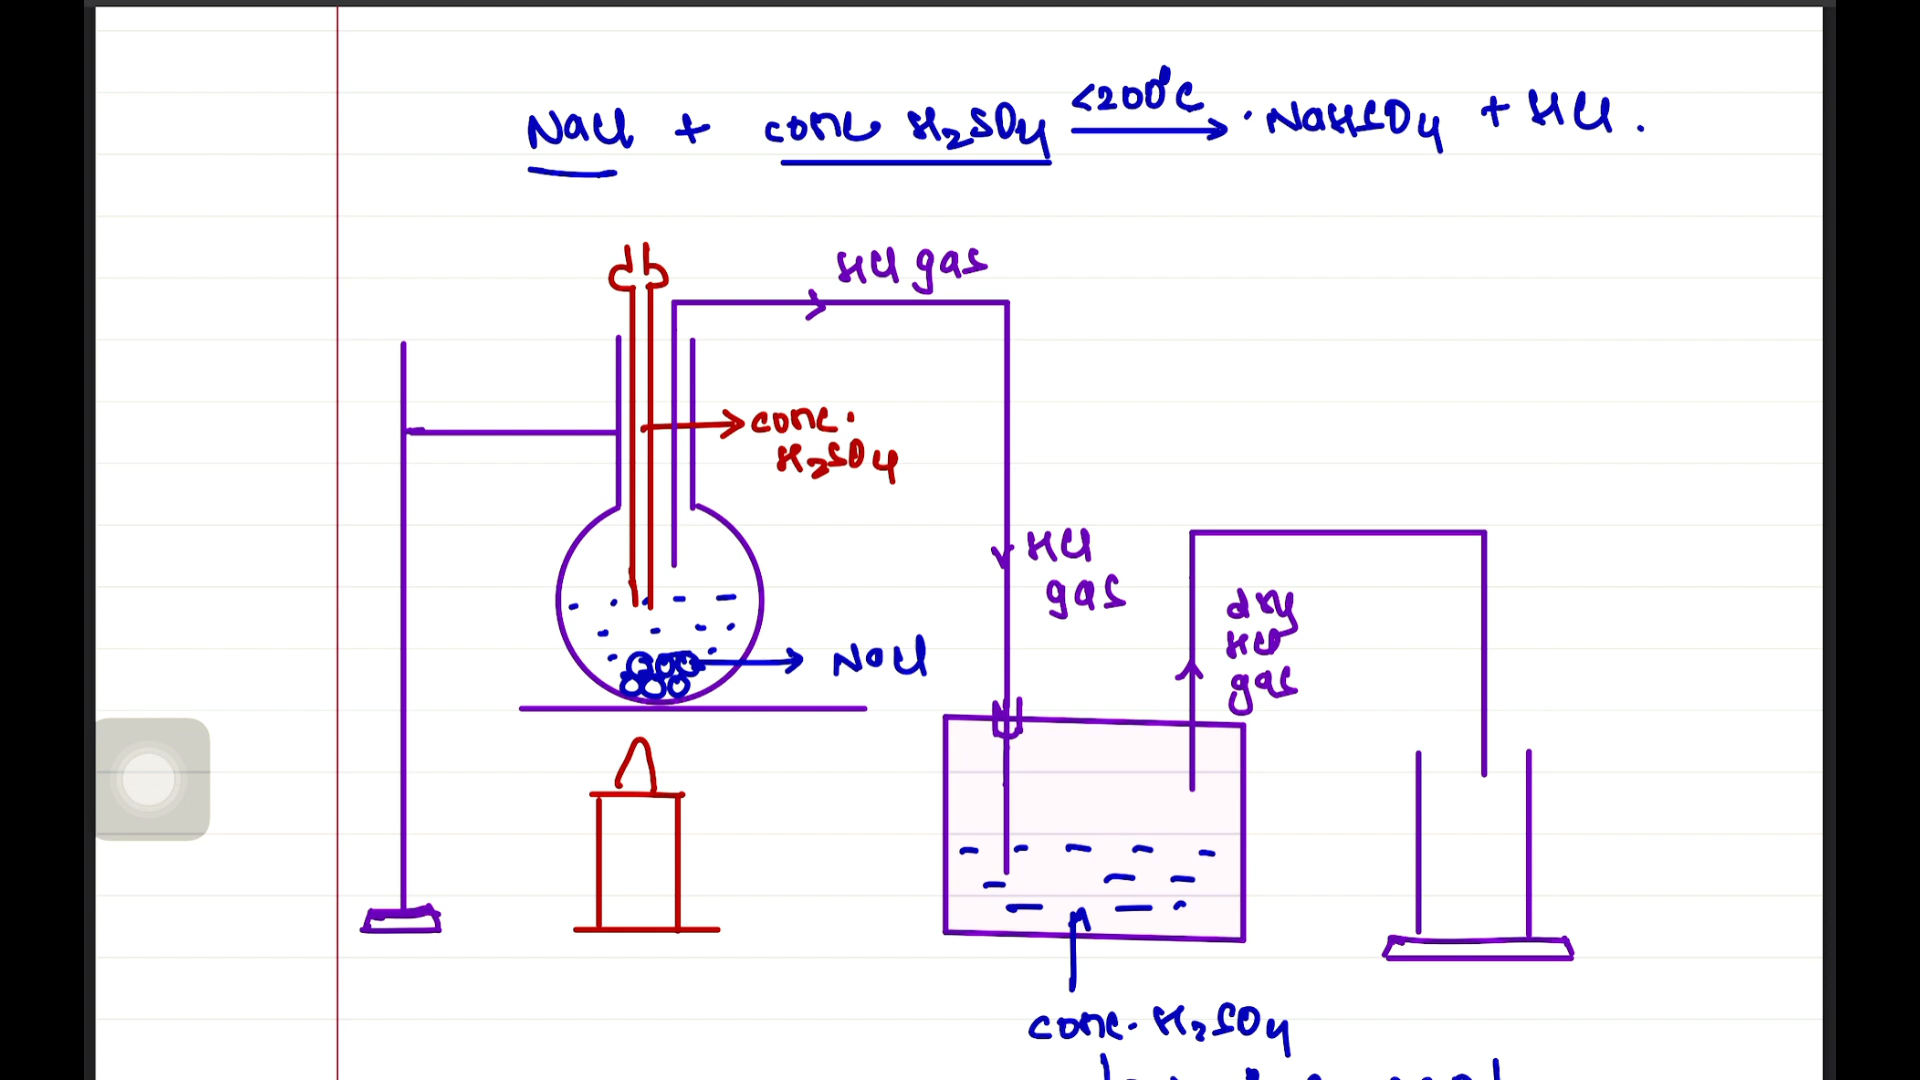 NaCl + conc H₂SO₄ <200°C → NaHSO₄ + HCl.
HCl gas
conc.
H₂SO₄
HCl
gas
dry
HCl
gas
NaCl
conc. H₂SO₄